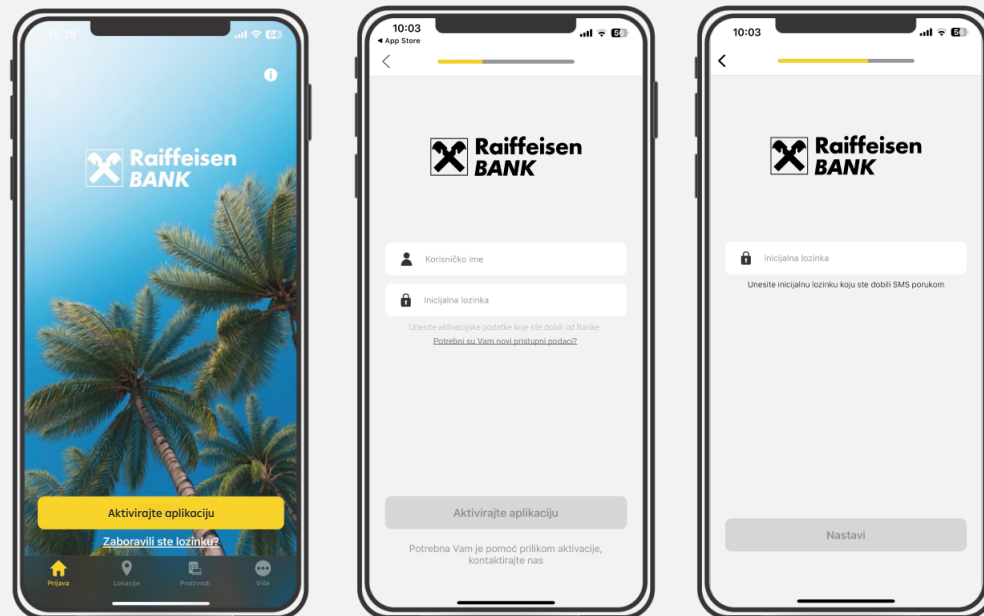 15:39
Raiffeisen
BANK
Aktivirajte aplikaciju
Zaboravili ste lozinku?
Prijava
Lokacije
Proizvodi
Više
10:03
App Store
Raiffeisen
BANK
Korisničko ime
Inicijalna lozinka
Unesite aktivacijske podatke koje ste dobili od Banke.
Potrebni su Vam novi pristupni podaci?
Aktivirajte aplikaciju
Potrebna Vam je pomoć prilikom aktivacije,
kontaktirajte nas
10:03
Raiffeisen
BANK
Inicijalna lozinka
Unesite inicijalnu lozinku koju ste dobili SMS porukom
Nastavi